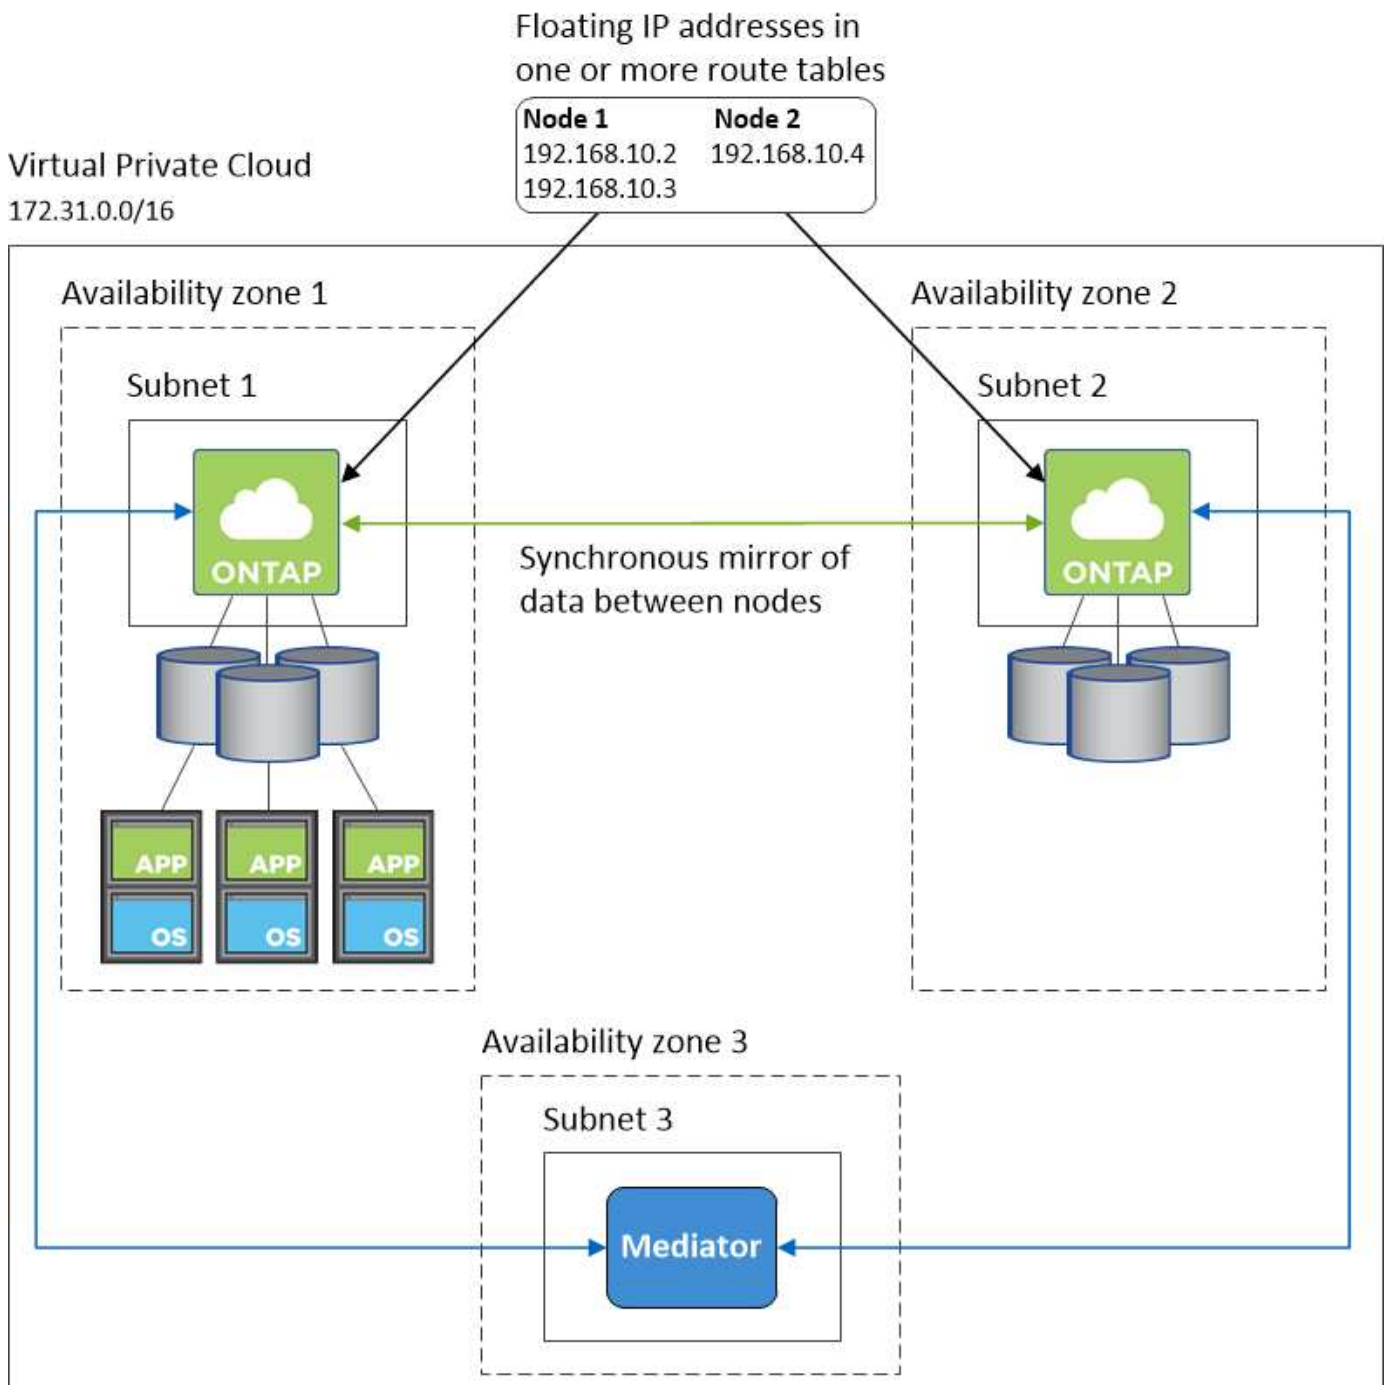 Floating IP addresses in
one or more route tables
Node 1 Node 2
192.168.10.2 192.168.10.4
192.168.10.3
Virtual Private Cloud
172.31.0.0/16
Availability zone 1
Availability zone 2
Subnet 1
Subnet 2
ONTAP
ONTAP
Synchronous mirror of
data between nodes
APP APP APP
OS OS OS
Availability zone 3
Subnet 3
Mediator